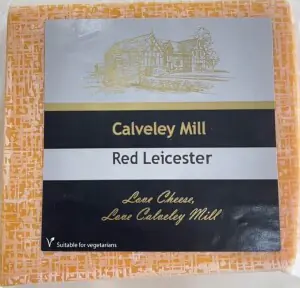 Calveley Mill
Red Leicester
Love Cheese,
Love Calveley Mill
V Suitable for vegetarians